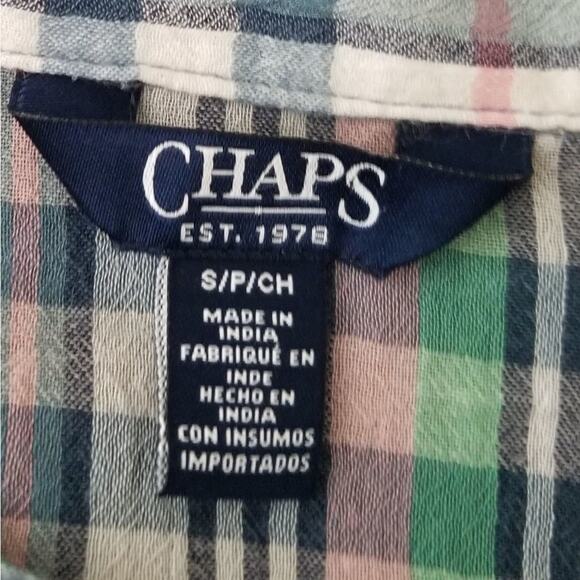 CHAPS
EST. 1978
S/P/CH
MADE IN
INDIA
FABRIQUÉ EN
INDE
HECHO EN
INDIA
CON INSUMOS
IMPORTADOS